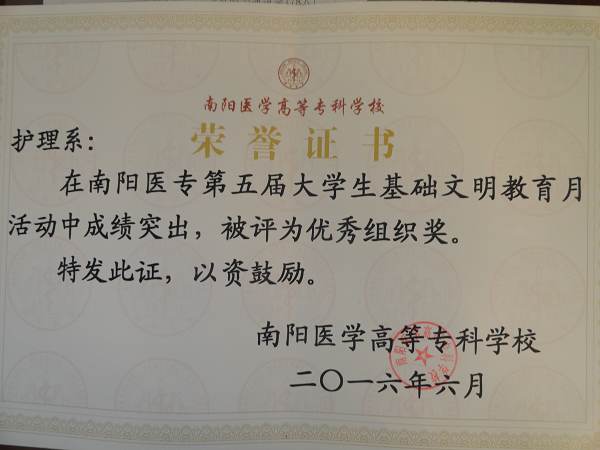 南阳医学高等专科学校
荣誉证书
护理系：
在南阳医专第五届大学生基础文明教育月
活动中成绩突出，被评为优秀组织奖。
特发此证，以资鼓励。
南阳医学高等专科学校
二〇一六年六月